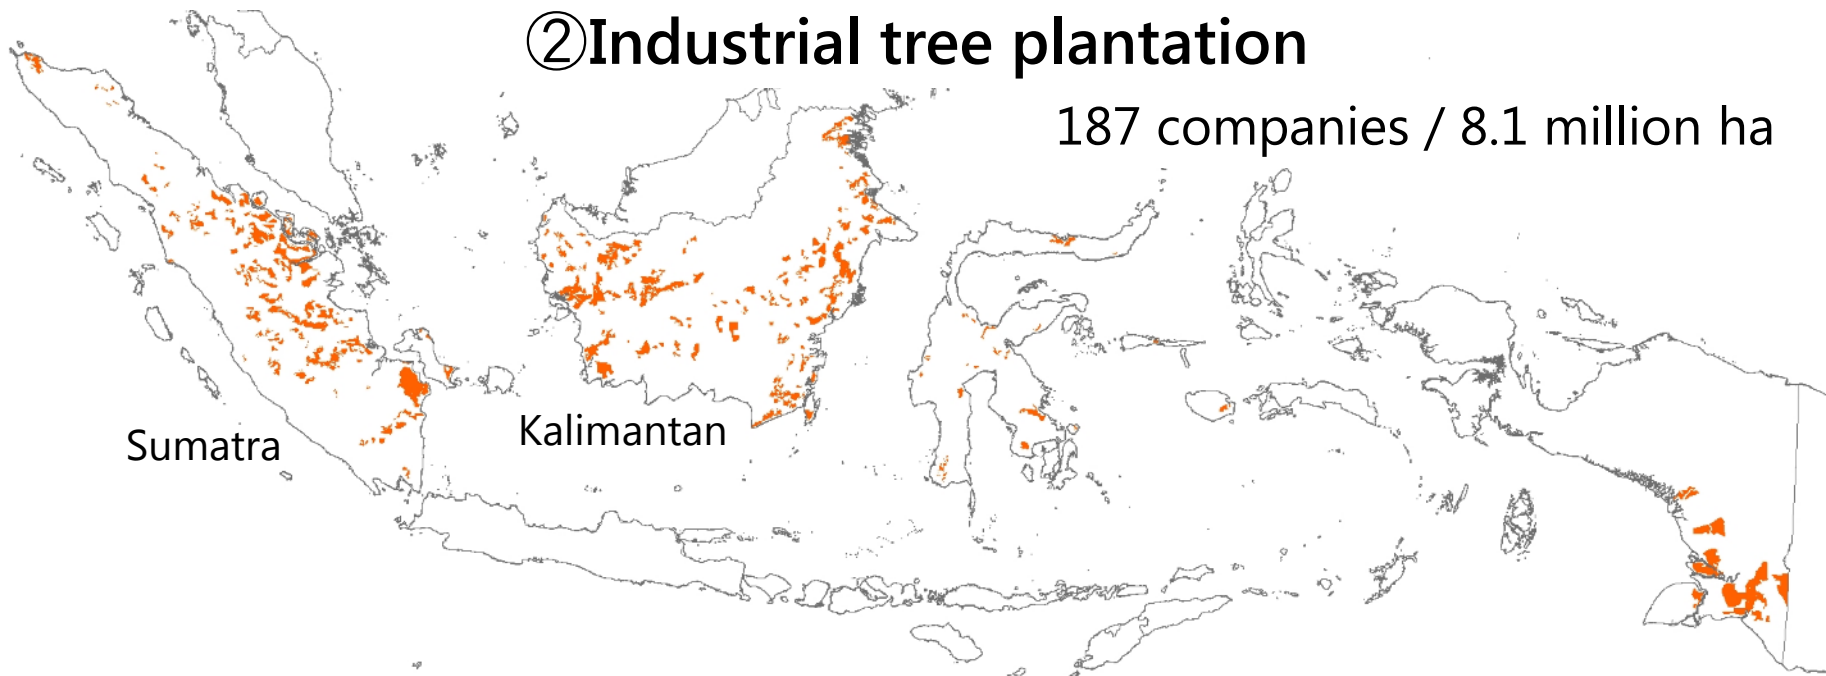 ②Industrial tree plantation
187 companies / 8.1 million ha
Sumatra
Kalimantan